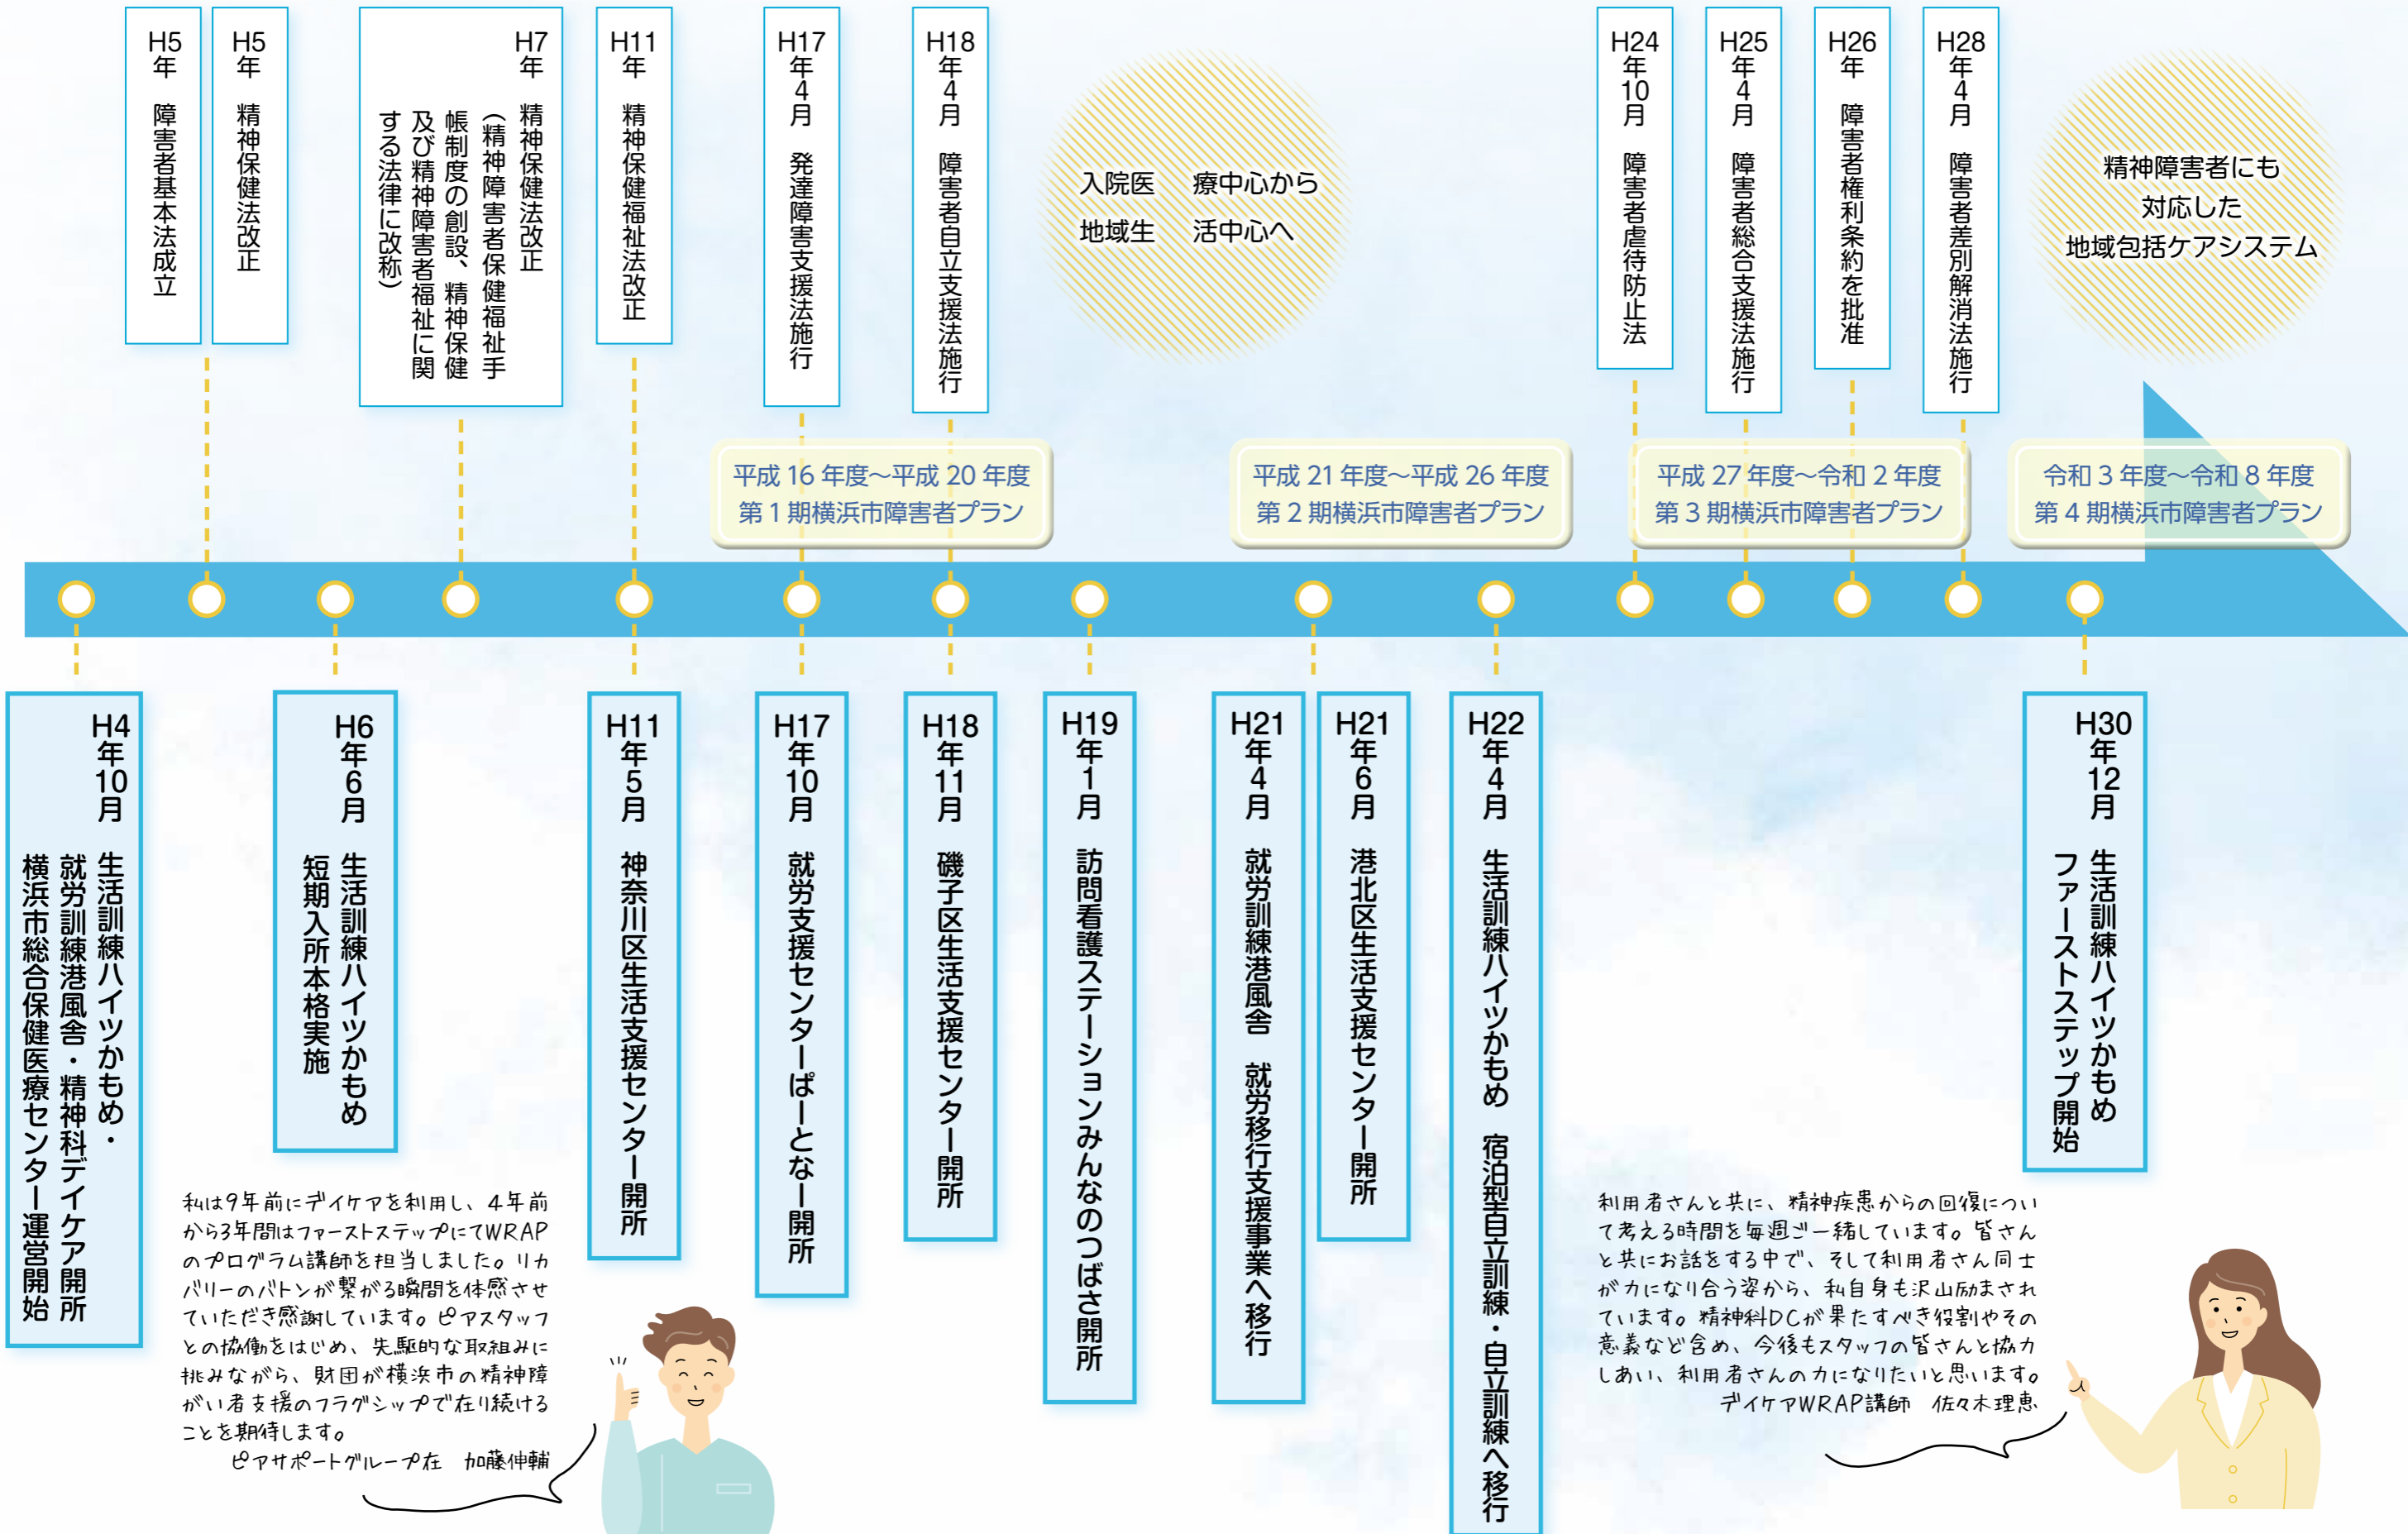 H5年　障害者基本法成立
H5年　精神保健法改正
H7年　精神保健法改正
（精神障害者保健福祉手
帳制度の創設、精神保健
及び精神障害者福祉に関
する法律に改称）
H11年　精神保健福祉法改正
H17年4月　発達障害支援法施行
H18年4月　障害者自立支援法施行
入院医　療中心から
地域生　活中心へ
H24年10月　障害者虐待防止法
H25年4月　障害者総合支援法施行
H26年　障害者権利条約を批准
H28年4月　障害者差別解消法施行
精神障害者にも
対応した
地域包括ケアシステム
平成 16 年度～平成 20 年度
第 1 期横浜市障害者プラン
平成 21 年度～平成 26 年度
第 2 期横浜市障害者プラン
平成 27 年度～令和 2 年度
第 3 期横浜市障害者プラン
令和 3 年度～令和 8 年度
第 4 期横浜市障害者プラン
H4年10月　生活訓練ハイツかもめ・
就労訓練港風舎・精神科デイケア開所
横浜市総合保健医療センター運営開始
H6年6月　生活訓練ハイツかもめ
短期入所本格実施
H11年5月　神奈川区生活支援センター開所
H17年10月　就労支援センターぱーとなー開所
H18年11月　磯子区生活支援センター開所
H19年1月　訪問看護ステーションみんなのつばさ開所
H21年4月　就労訓練港風舎　就労移行支援事業へ移行
H21年6月　港北区生活支援センター開所
H22年4月　生活訓練ハイツかもめ　宿泊型自立訓練・自立訓練へ移行
H30年12月　生活訓練ハイツかもめ
ファーストステップ開始
私は9年前にデイケアを利用し、4年前
から3年間はファーストステップにてWRAP
のプログラム講師を担当しました。リカ
バリーのバトンが繋がる瞬間を体感させ
ていただき感謝しています。ピアスタッフ
との協働をはじめ、先駆的な取組みに
挑みながら、財団が横浜市の精神障
がい者支援のフラグシップで在り続ける
ことを期待します。
ピアサポートグループ在　加藤伸輔
利用者さんと共に、精神疾患からの回復につい
て考える時間を毎週ご一緒しています。皆さん
と共にお話をする中で、そして利用者さん同士
が力になり合う姿から、私自身も沢山励まされ
ています。精神科DCが果たすべき役割やその
意義など含め、今後もスタッフの皆さんと協力
しあい、利用者さんの力になりたいと思います。
デイケアWRAP講師　佐々木理恵